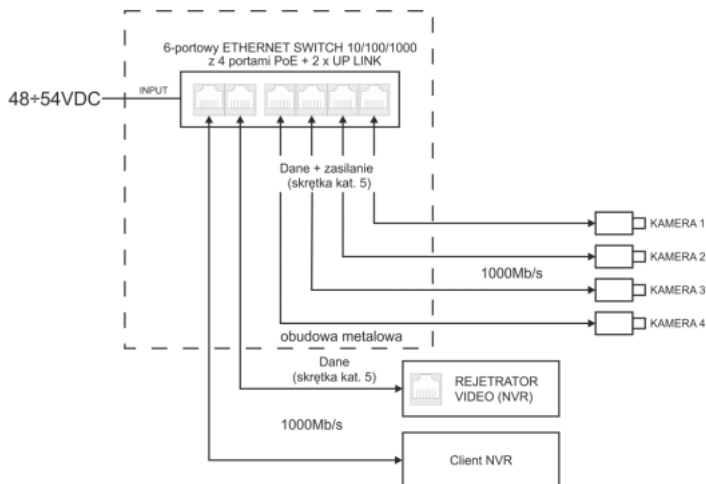 6-portowy ETHERNET SWITCH 10/100/1000
z 4 portami PoE + 2 x UP LINK
48÷54VDC
INPUT
Dane + zasilanie
(skrętka kat. 5)
KAMERA 1
KAMERA 2
1000Mb/s
KAMERA 3
KAMERA 4
obudowa metalowa
Dane
(skrętka kat. 5)
REJETRATOR
VIDEO (NVR)
1000Mb/s
Client NVR